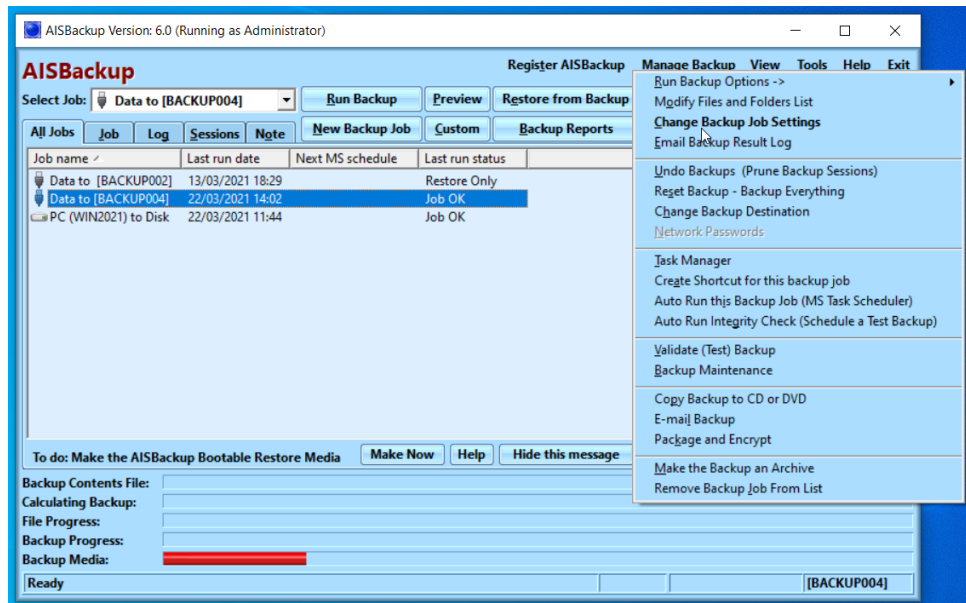 AISBackup Version: 6.0 (Running as Administrator)
Register AISBackup Manage Backup View Tools Help Exit
AISBackup
Select Job: Data to [BACKUP004] Run Backup Preview Restore from Backup
All Jobs Job Log Sessions Note New Backup Job Custom Backup Reports
Job name Last run date Next MS schedule Last run status
Data to [BACKUP002] 13/03/2021 18:29 Restore Only
Data to [BACKUP004] 22/03/2021 14:02 Job OK
PC (WIN2021) to Disk 22/03/2021 11:44 Job OK
Run Backup Options ->
Modify Files and Folders List
Change Backup Job Settings
Email Backup Result Log
Undo Backups (Prune Backup Sessions)
Reset Backup - Backup Everything
Change Backup Destination
Network Passwords
Task Manager
Create Shortcut for this backup job
Auto Run this Backup Job (MS Task Scheduler)
Auto Run Integrity Check (Schedule a Test Backup)
Validate (Test) Backup
Backup Maintenance
Copy Backup to CD or DVD
E-mail Backup
Package and Encrypt
Make the Backup an Archive
Remove Backup Job From List
To do: Make the AISBackup Bootable Restore Media Make Now Help Hide this message
Backup Contents File:
Calculating Backup:
File Progress:
Backup Progress:
Backup Media:
Ready [BACKUP004]